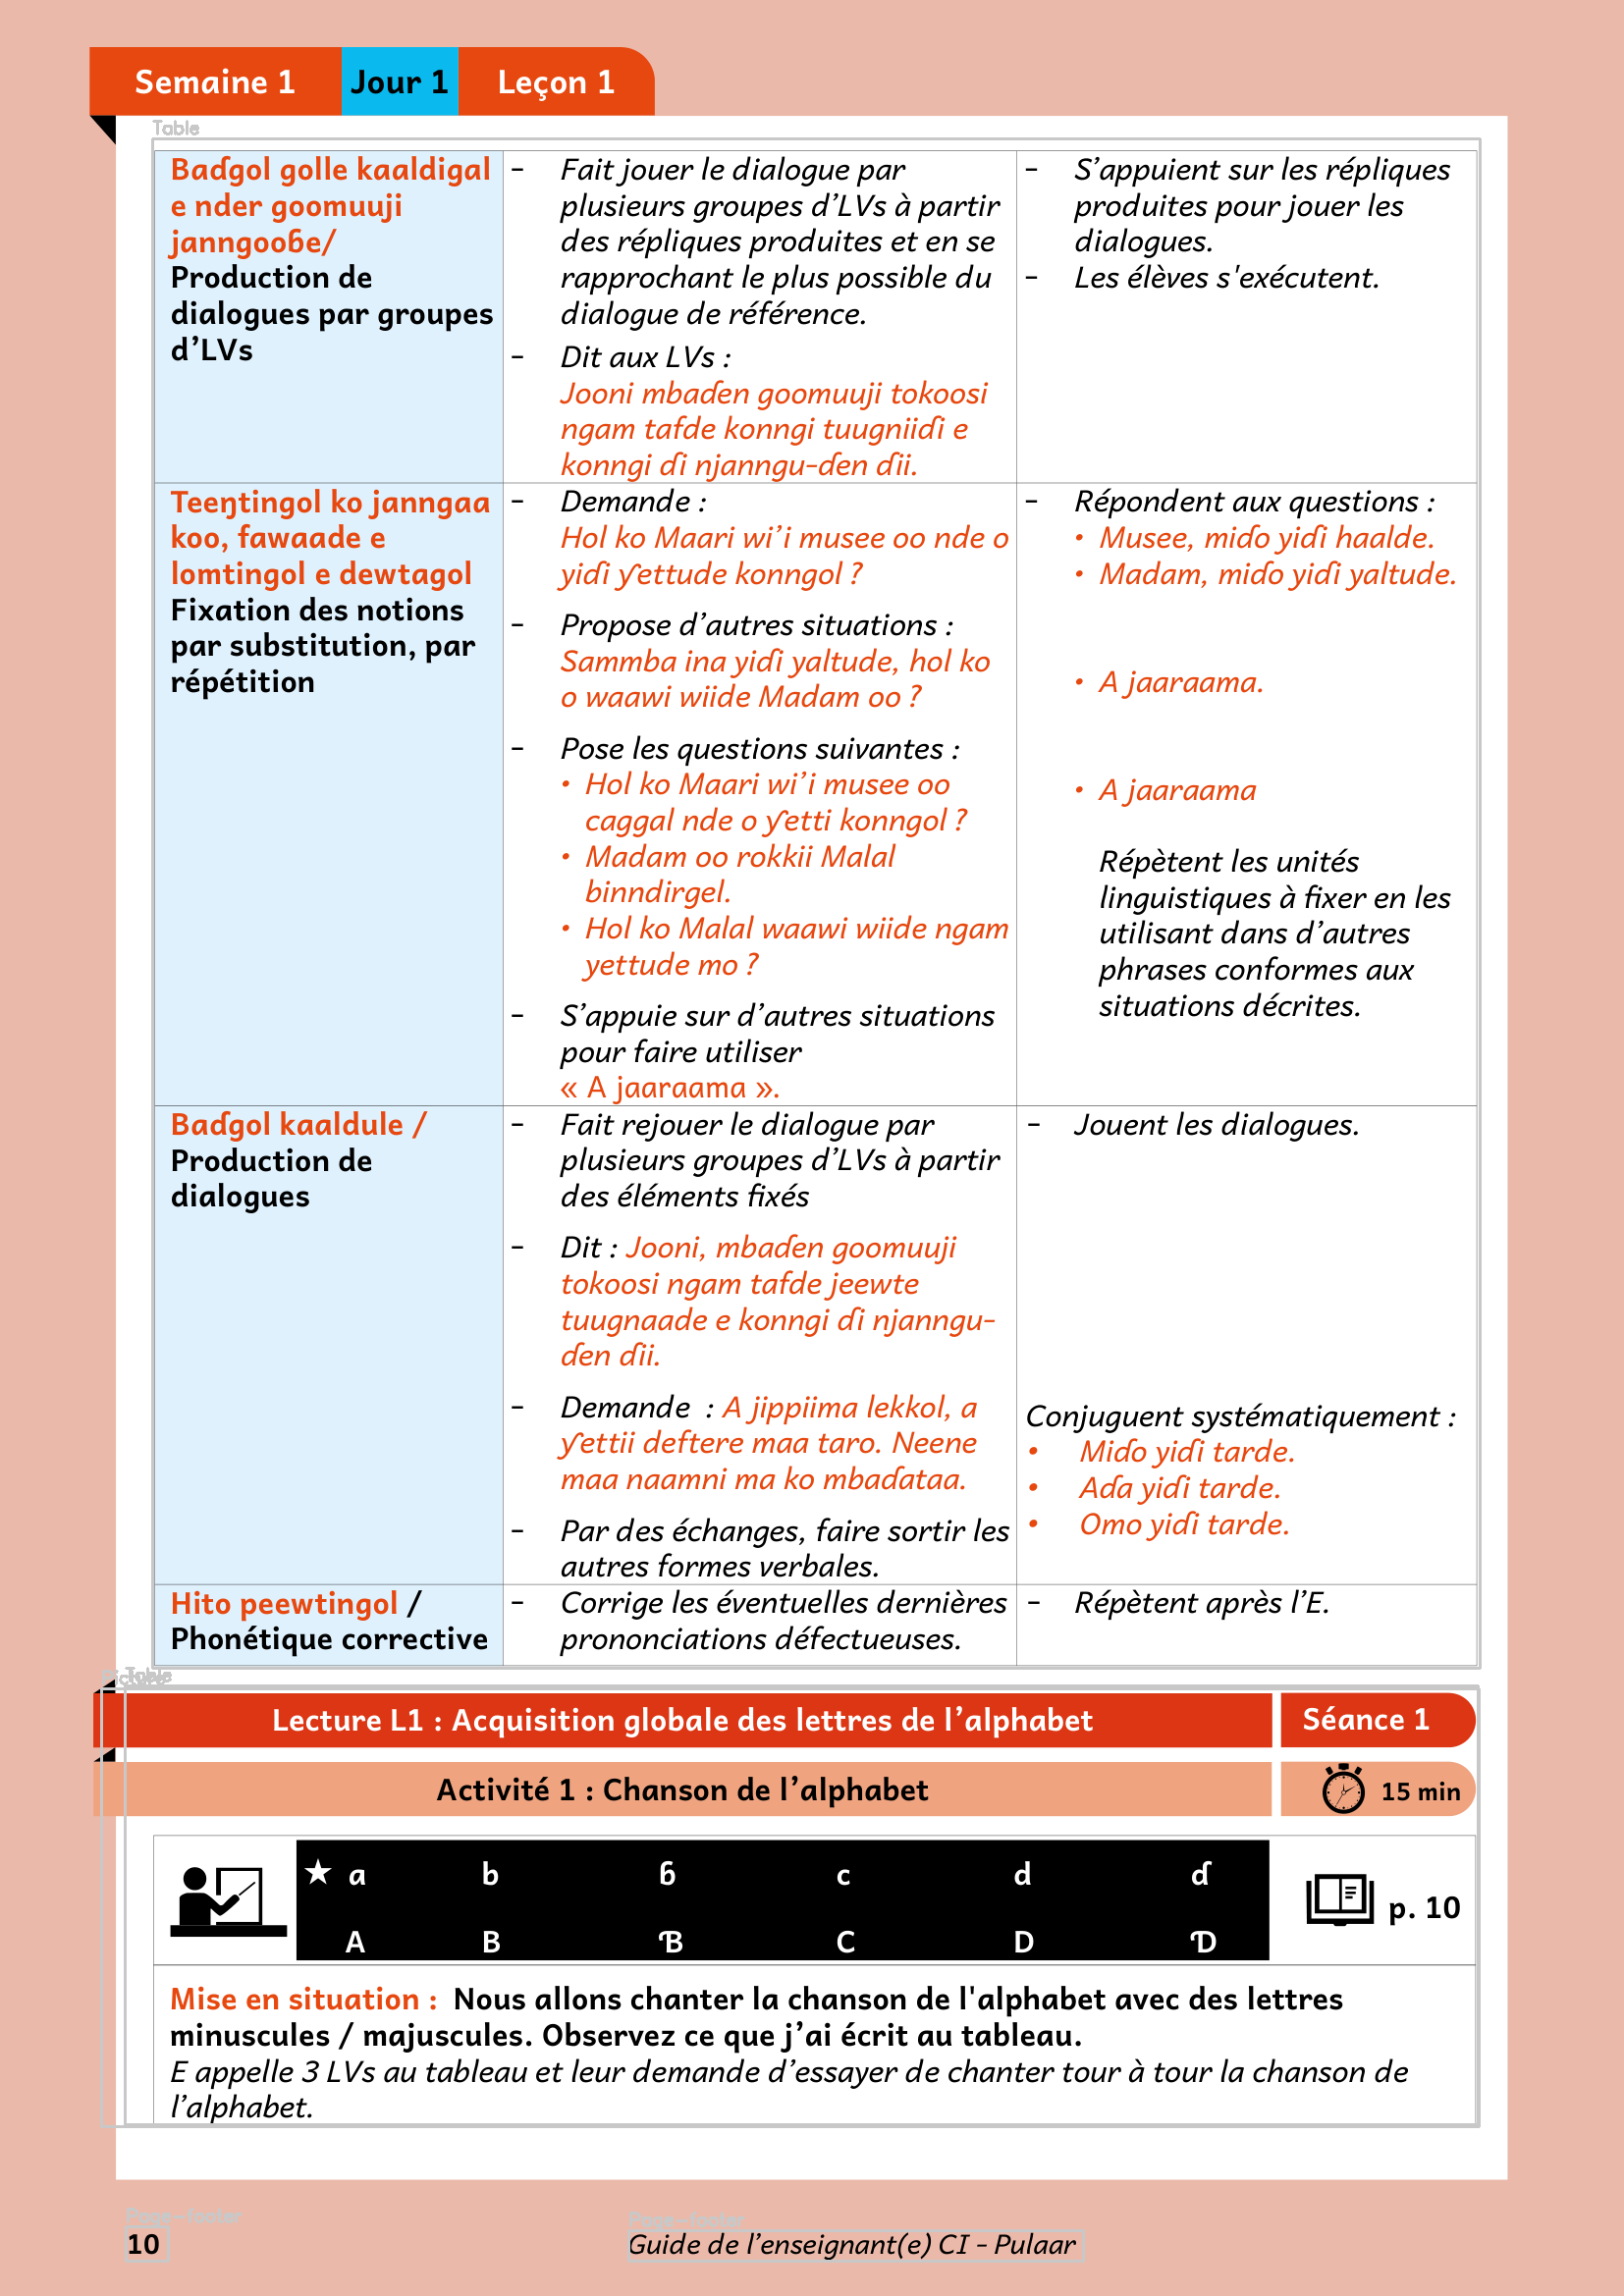 Semaine 1 Jour 1 Leçon 1
Table
Baɗgol golle kaaldigal
e nder goomuuji
janngooɓe/
Production de
dialogues par groupes
d’LVs
- Fait jouer le dialogue par
plusieurs groupes d’LVs à partir
des répliques produites et en se
rapprochant le plus possible du
dialogue de référence.
- Dit aux LVs :
Jooni mbaɗen goomuuji tokoosi
ngam tafde konngi tuugniiɗi e
konngi ɗi njanngu-ɗen ɗii.
- S’appuient sur les répliques
produites pour jouer les
dialogues.
- Les élèves s'exécutent.
Teeŋtingol ko janngaa
koo, fawaade e
lomtingol e dewtagol
Fixation des notions
par substitution, par
répétition
- Demande :
Hol ko Maari wi’i musee oo nde o
yiɗi ƴettude konngol ?
- Propose d’autres situations :
Sammba ina yiɗi yaltude, hol ko
o waawi wiide Madam oo ?
- Pose les questions suivantes :
• Hol ko Maari wi’i musee oo
caggal nde o ƴetti konngol ?
• Madam oo rokkii Malal
binndirgel.
• Hol ko Malal waawi wiide ngam
yettude mo ?
- S’appuie sur d’autres situations
pour faire utiliser
« A jaaraama ».
- Répondent aux questions :
• Musee, miɗo yiɗi haalde.
• Madam, miɗo yiɗi yaltude.
• A jaaraama.
• A jaaraama
Répètent les unités
linguistiques à fixer en les
utilisant dans d’autres
phrases conformes aux
situations décrites.
Baɗgol kaaldule /
Production de
dialogues
- Fait rejouer le dialogue par
plusieurs groupes d’LVs à partir
des éléments fixés
- Dit : Jooni, mbaɗen goomuuji
tokoosi ngam tafde jeewte
tuugnaade e konngi ɗi njanngu-
ɗen ɗii.
- Demande : A jippiima lekkol, a
ƴettii deftere maa taro. Neene
maa naamni ma ko mbaɗataa.
- Par des échanges, faire sortir les
autres formes verbales.
- Jouent les dialogues.
Conjuguent systématiquement :
• Miɗo yiɗi tarde.
• Aɗa yiɗi tarde.
• Omo yiɗi tarde.
Hito peewtingol /
Phonétique corrective
- Corrige les éventuelles dernières
prononciations défectueuses.
- Répètent après l’E.
Table
Lecture L1 : Acquisition globale des lettres de l’alphabet Séance 1
Activité 1 : Chanson de l’alphabet 15 min
★ a b ɓ c d ɗ
A B Ɓ C D Ɗ
p. 10
Mise en situation : Nous allons chanter la chanson de l'alphabet avec des lettres
minuscules / majuscules. Observez ce que j’ai écrit au tableau.
E appelle 3 LVs au tableau et leur demande d’essayer de chanter tour à tour la chanson de
l’alphabet.
Page-footer
10
Page-footer
Guide de l’enseignant(e) CI - Pulaar